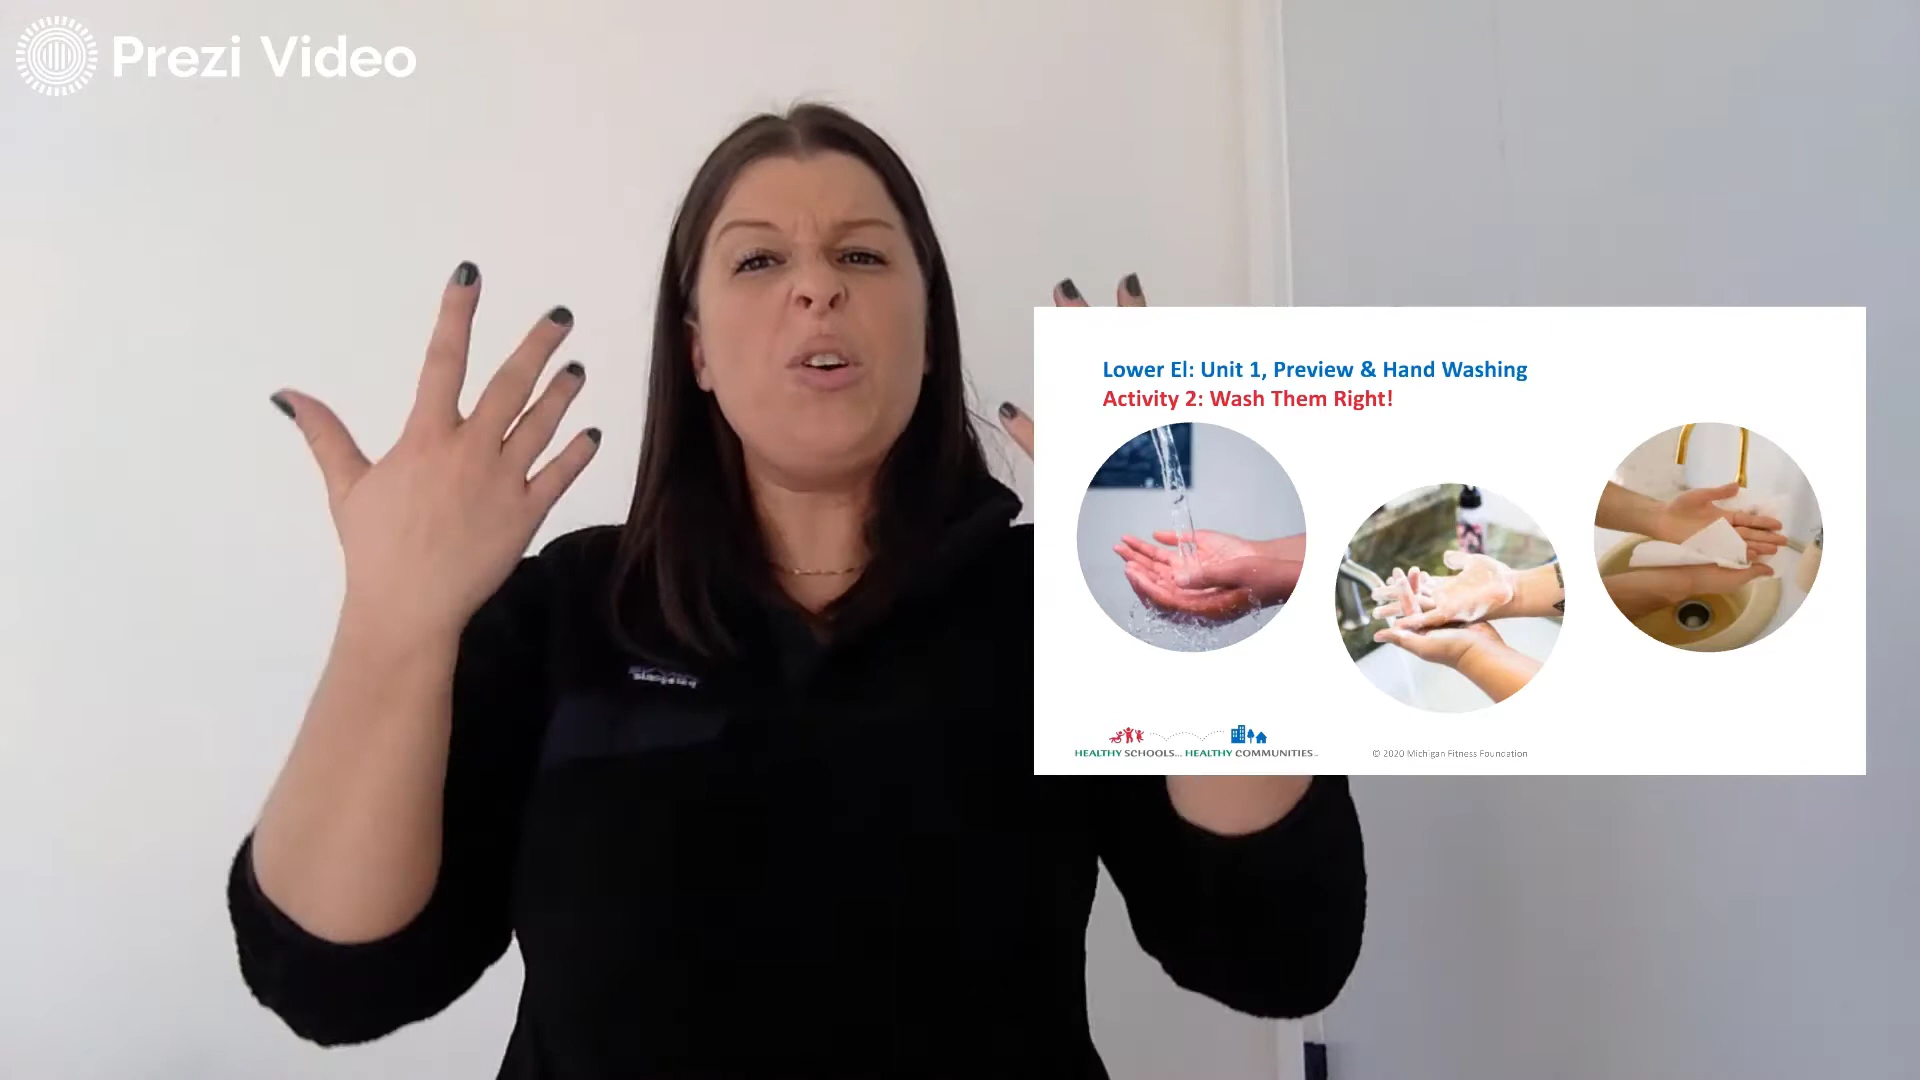 Prezi Video
Lower El: Unit 1, Preview & Hand Washing
Activity 2: Wash Them Right!
HEALTHY SCHOOLS... HEALTHY COMMUNITIES
© 2020 Michigan Fitness Foundation